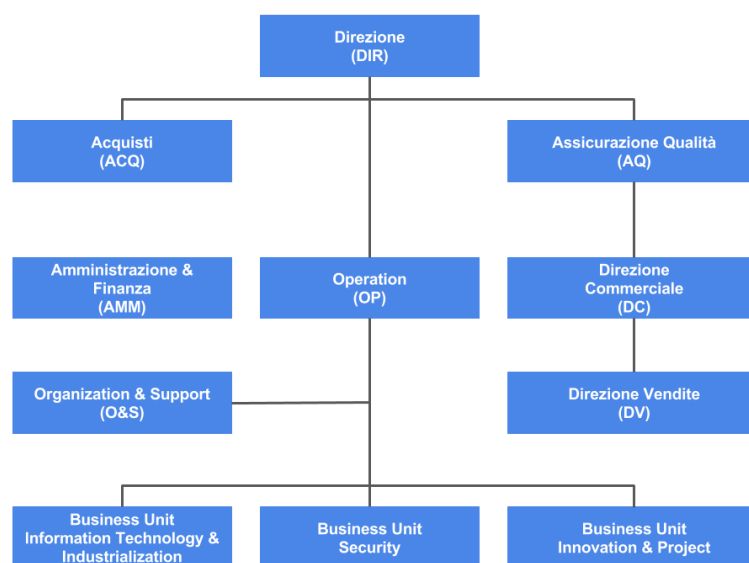 Direzione
(DIR)
Acquisti
(ACQ)
Assicurazione Qualità
(AQ)
Amministrazione &
Finanza
(AMM)
Operation
(OP)
Direzione
Commerciale
(DC)
Organization & Support
(O&S)
Direzione Vendite
(DV)
Business Unit
Information Technology &
Industrialization
Business Unit
Security
Business Unit
Innovation & Project